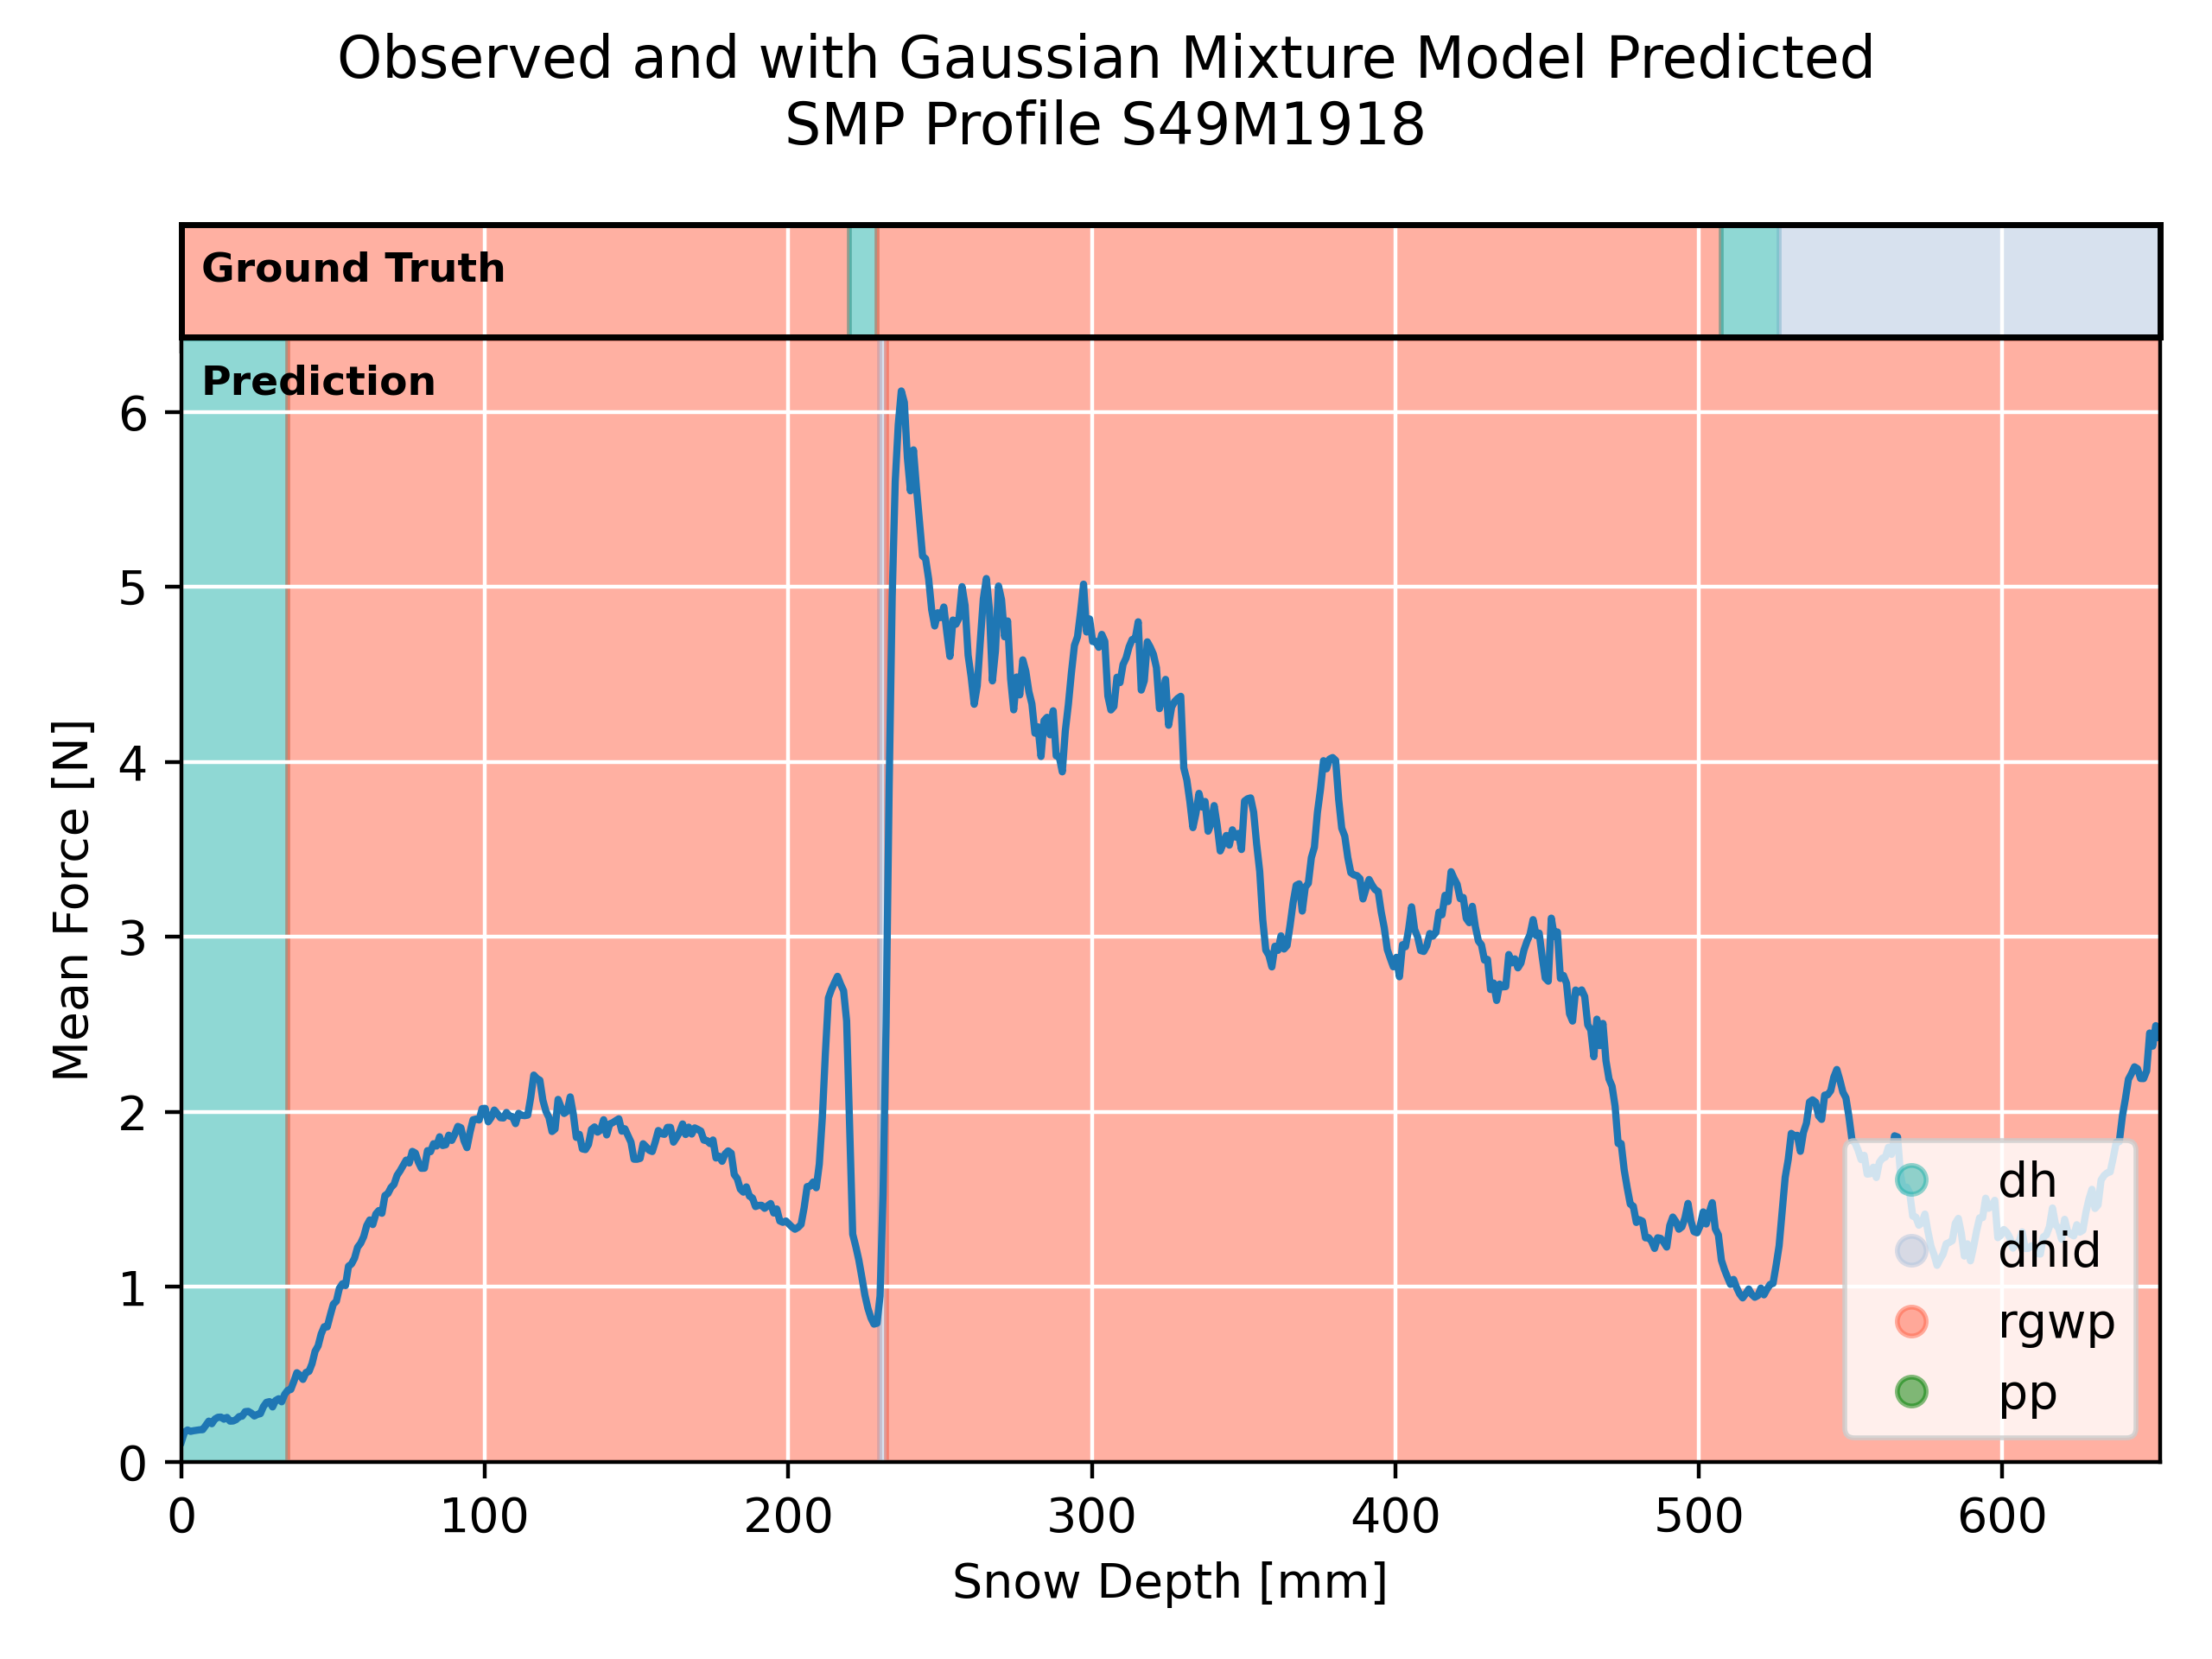 Observed and with Gaussian Mixture Model Predicted
SMP Profile S49M1918
Ground Truth
Prediction
6
5
4
3
2
1
0
Mean Force [N]
0 100 200 300 400 500 600
Snow Depth [mm]
dh
dhid
rgwp
pp